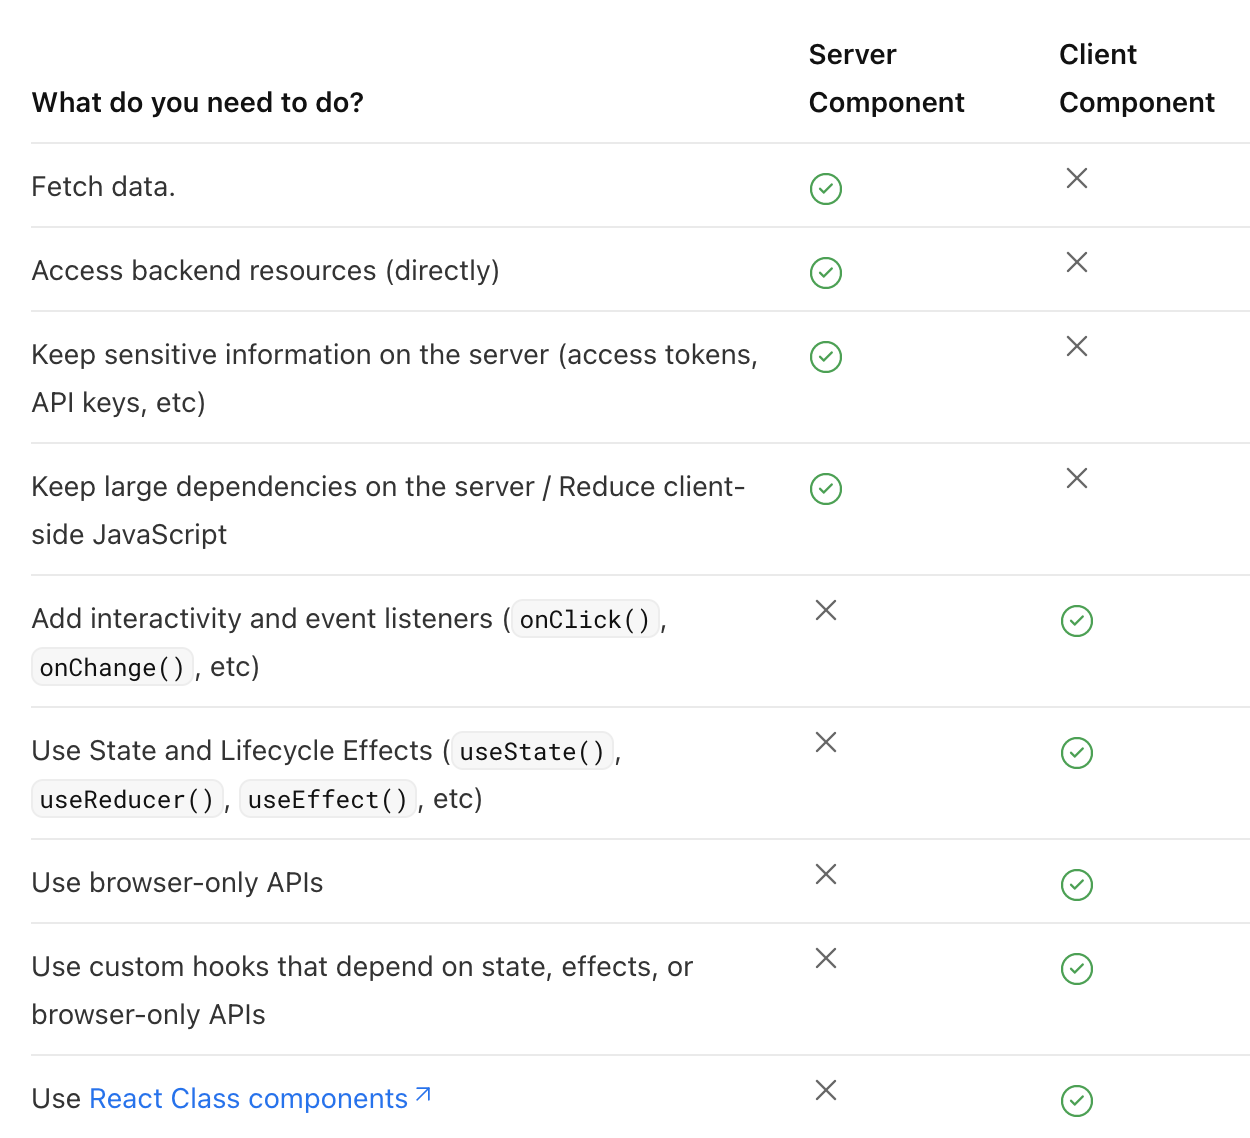 What do you need to do?
Server
Component
Client
Component
Fetch data.
Access backend resources (directly)
Keep sensitive information on the server (access tokens,
API keys, etc)
Keep large dependencies on the server / Reduce client-
side JavaScript
Add interactivity and event listeners (onClick(),
onChange(), etc)
Use State and Lifecycle Effects (useState(),
useReducer(), useEffect(), etc)
Use browser-only APIs
Use custom hooks that depend on state, effects, or
browser-only APIs
Use React Class components